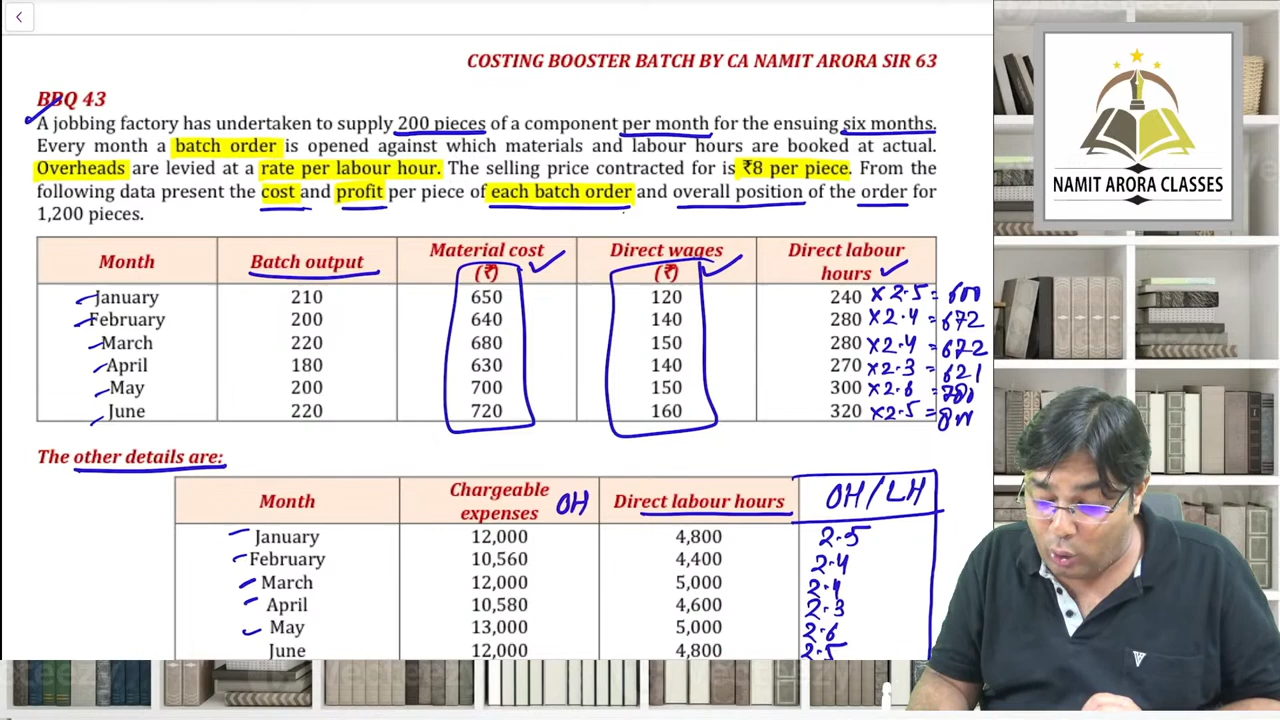 COSTING BOOSTER BATCH BY CA NAMIT ARORA SIR 63
BBQ 43
A jobbing factory has undertaken to supply 200 pieces of a component per month for the ensuing six months.
Every month a batch order is opened against which materials and labour hours are booked at actual.
Overheads are levied at a rate per labour hour. The selling price contracted for is ₹8 per piece. From the
following data present the cost and profit per piece of each batch order and overall position of the order for
1,200 pieces.
Month Batch output Material cost (₹) Direct wages (₹) Direct labour hours
January 210 650 120 240 ×2.5 = 600
February 200 640 140 280 ×2.4 = 672
March 220 680 150 280 ×2.4 = 672
April 180 630 140 270 ×2.3 = 621
May 200 700 150 300 ×2.6 = 780
June 220 720 160 320 ×2.5 =
The other details are:
Month Chargeable expenses OH Direct labour hours OH/LH
January 12,000 4,800 2.5
February 10,560 4,400 2.4
March 12,000 5,000 2.4
April 10,580 4,600 2.3
May 13,000 5,000 2.6
June 12,000 4,800 2.5
NAMIT ARORA CLASSES